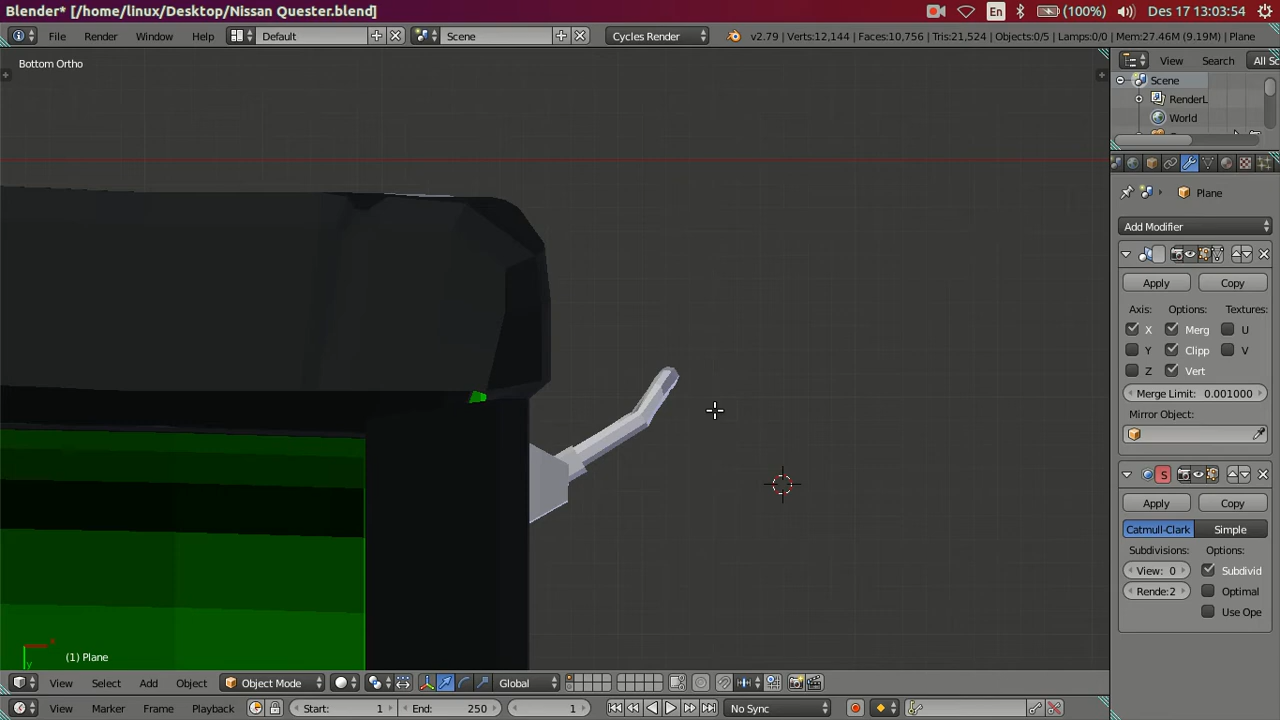 Blender* [/home/linux/Desktop/Nissan Quester.blend]
En
(100%)
Des 17 13:03:54
File
Render
Window
Help
Default
Scene
Cycles Render
v2.79 | Verts:12,144 | Faces:10,756 | Tris:21,524 | Objects:0/5 | Lamps:0/0 | Mem:27.46M (9.19M) | Plane
Bottom Ortho
View
Search
All Sc
Scene
RenderL
World
Plane
Add Modifier
Apply
Copy
Axis:
Options:
Textures:
X
Merg
U
Y
Clipp
V
Z
Vert
Merge Limit: 0.001000
Mirror Object:
S
Apply
Copy
Catmull-Clark
Simple
Subdivisions:
Options:
View: 0
Subdivid
Rende:2
Optimal
Use Ope
x
y
(1) Plane
View
Select
Add
Object
Object Mode
Global
View
Marker
Frame
Playback
Start: 1
End: 250
1
No Sync